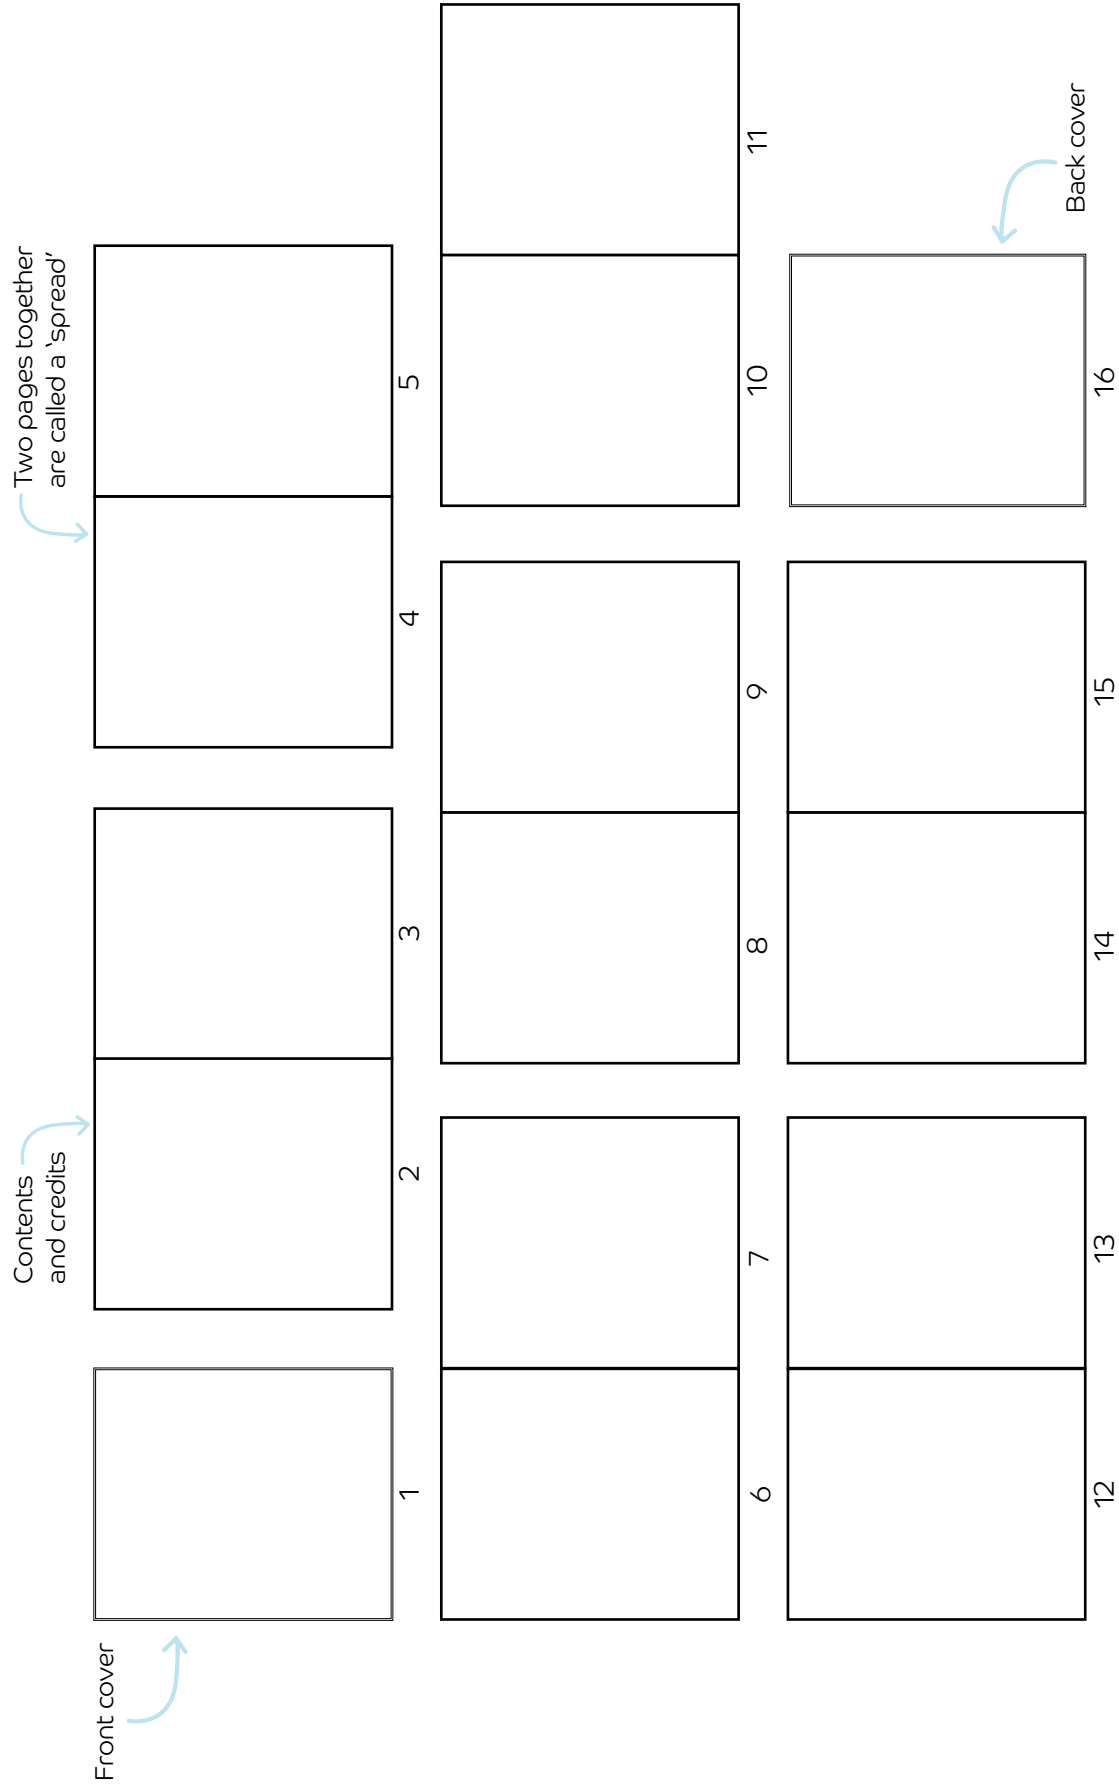 Front cover
Contents
and credits
Two pages together
are called a ‘spread’
1
2
3
4
5
6
7
8
9
10
11
Back cover
12
13
14
15
16